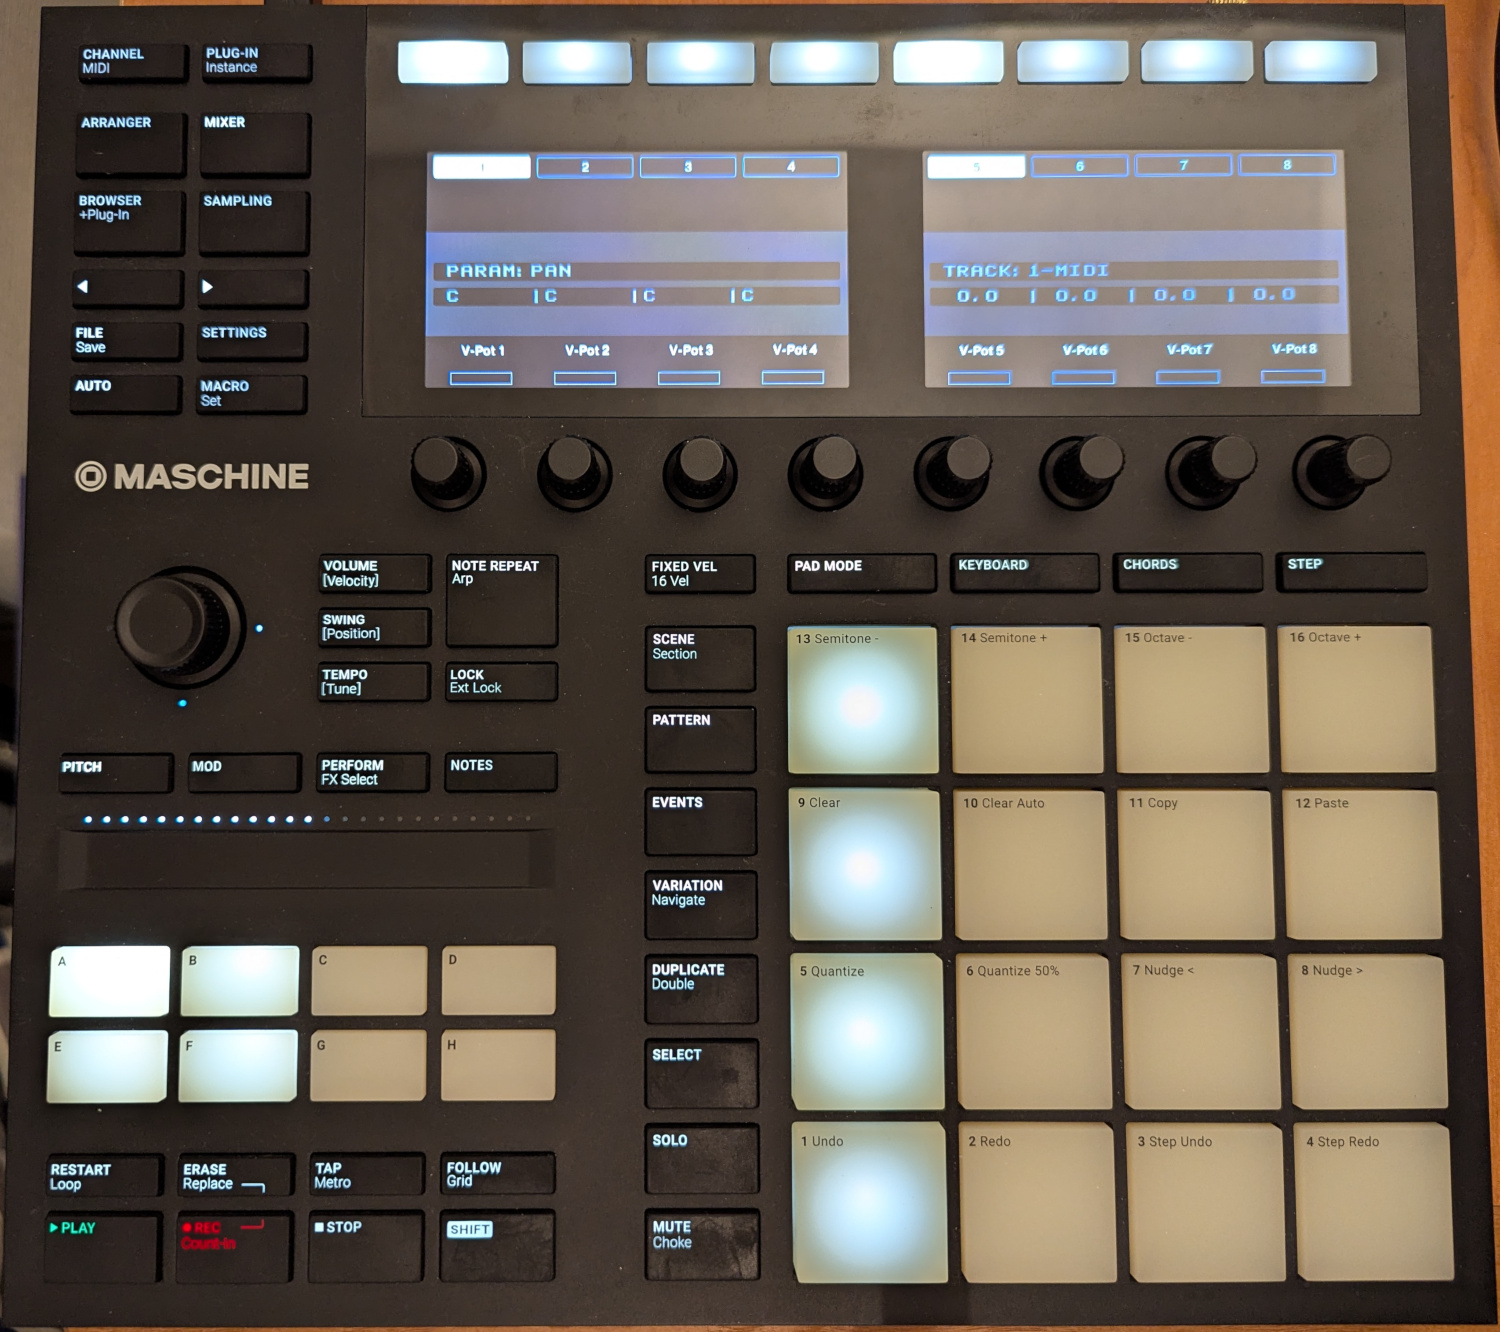 CHANNEL
MIDI
PLUG-IN
Instance
ARRANGER
MIXER
BROWSER
+Plug-In
SAMPLING
FILE
Save
SETTINGS
AUTO
MACRO
Set
1
2
3
4
PARAM: PAN
C |C |C |C
V-Pot 1
V-Pot 2
V-Pot 3
V-Pot 4
5
6
7
8
TRACK: 1-MIDI
0.0 | 0.0 | 0.0 | 0.0
V-Pot 5
V-Pot 6
V-Pot 7
V-Pot 8
MASCHINE
VOLUME
[Velocity]
NOTE REPEAT
Arp
SWING
[Position]
TEMPO
[Tune]
LOCK
Ext Lock
PITCH
MOD
PERFORM
FX Select
NOTES
A
B
C
D
E
F
G
H
RESTART
Loop
ERASE
Replace
TAP
Metro
FOLLOW
Grid
PLAY
REC
Count-In
STOP
SHIFT
FIXED VEL
16 Vel
PAD MODE
KEYBOARD
CHORDS
STEP
SCENE
Section
PATTERN
EVENTS
VARIATION
Navigate
DUPLICATE
Double
SELECT
SOLO
MUTE
Choke
13 Semitone -
14 Semitone +
15 Octave -
16 Octave +
9 Clear
10 Clear Auto
11 Copy
12 Paste
5 Quantize
6 Quantize 50%
7 Nudge <
8 Nudge >
1 Undo
2 Redo
3 Step Undo
4 Step Redo